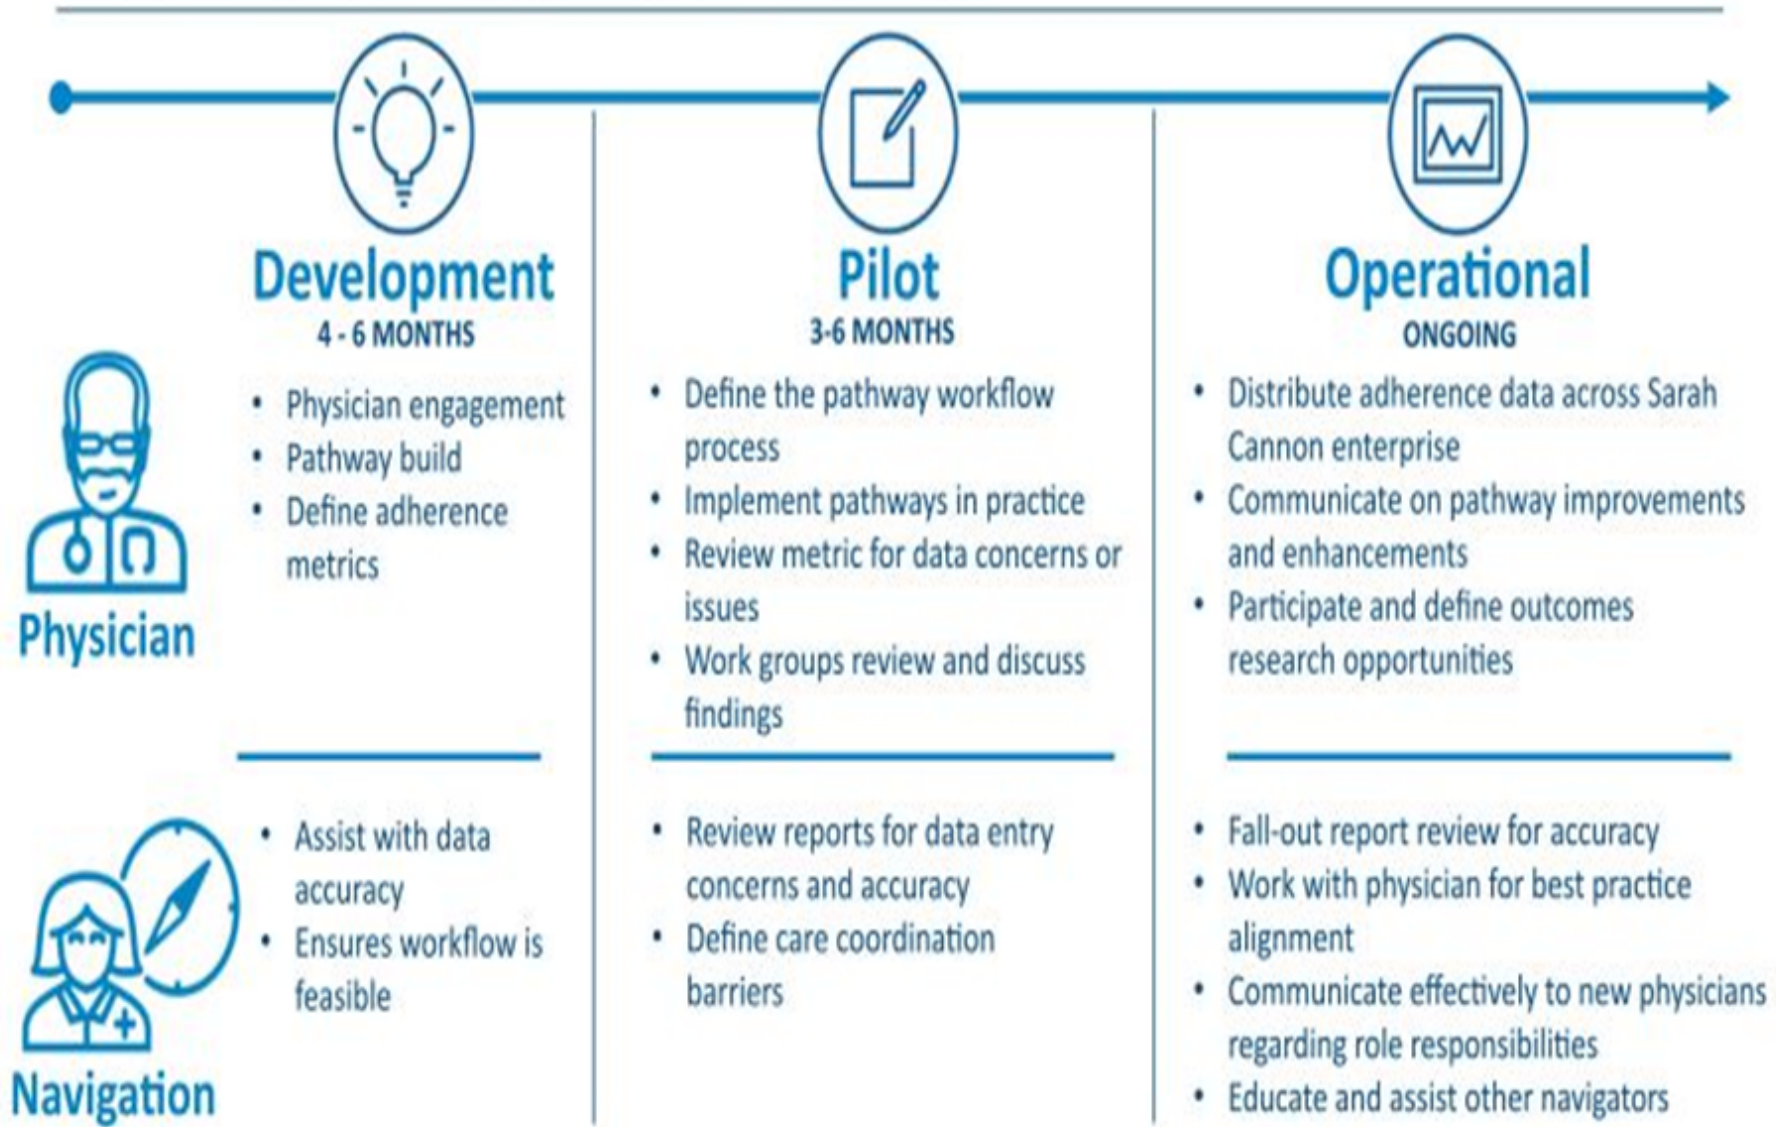 Development
4 - 6 MONTHS
Pilot
3-6 MONTHS
Operational
ONGOING
Physician
• Physician engagement
• Pathway build
• Define adherence
metrics
• Define the pathway workflow
process
• Implement pathways in practice
• Review metric for data concerns or
issues
• Work groups review and discuss
findings
• Distribute adherence data across Sarah
Cannon enterprise
• Communicate on pathway improvements
and enhancements
• Participate and define outcomes
research opportunities
Navigation
• Assist with data
accuracy
• Ensures workflow is
feasible
• Review reports for data entry
concerns and accuracy
• Define care coordination
barriers
• Fall-out report review for accuracy
• Work with physician for best practice
alignment
• Communicate effectively to new physicians
regarding role responsibilities
• Educate and assist other navigators